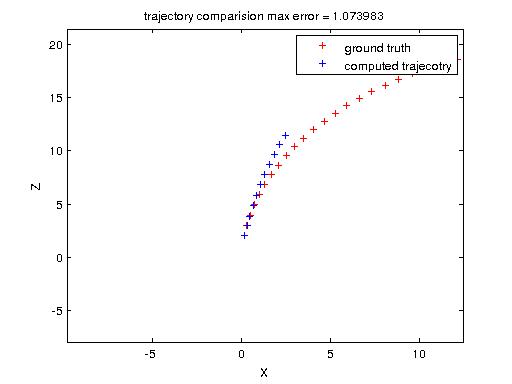 trajectory comparision max error = 1.073983
ground truth
computed trajecotry
20
15
10
5
0
-5
Z
-5
0
5
10
X